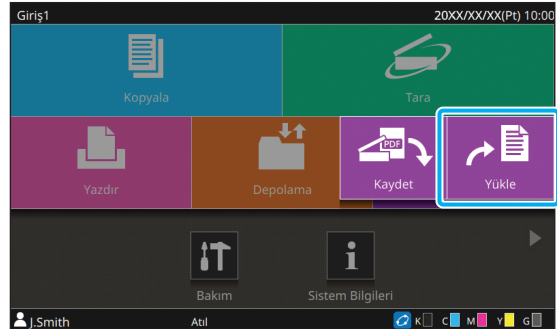 Giriş1 20XX/XX/XX(Pt) 10:00
Kopyala Tara
PDF
Yazdır Depolama Kaydet Yükle
Bakım Sistem Bilgileri
J.Smith Atıl K C M Y G